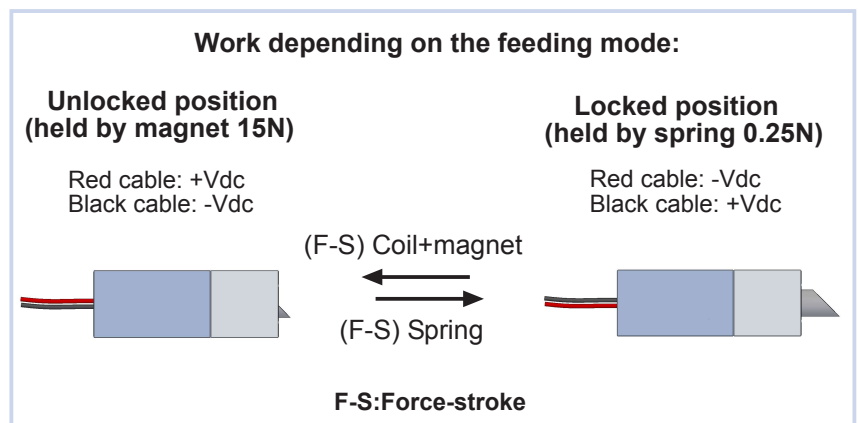 Work depending on the feeding mode:
Unlocked position
(held by magnet 15N)
Red cable: +Vdc
Black cable: -Vdc
Locked position
(held by spring 0.25N)
Red cable: -Vdc
Black cable: +Vdc
(F-S) Coil+magnet
(F-S) Spring
F-S:Force-stroke